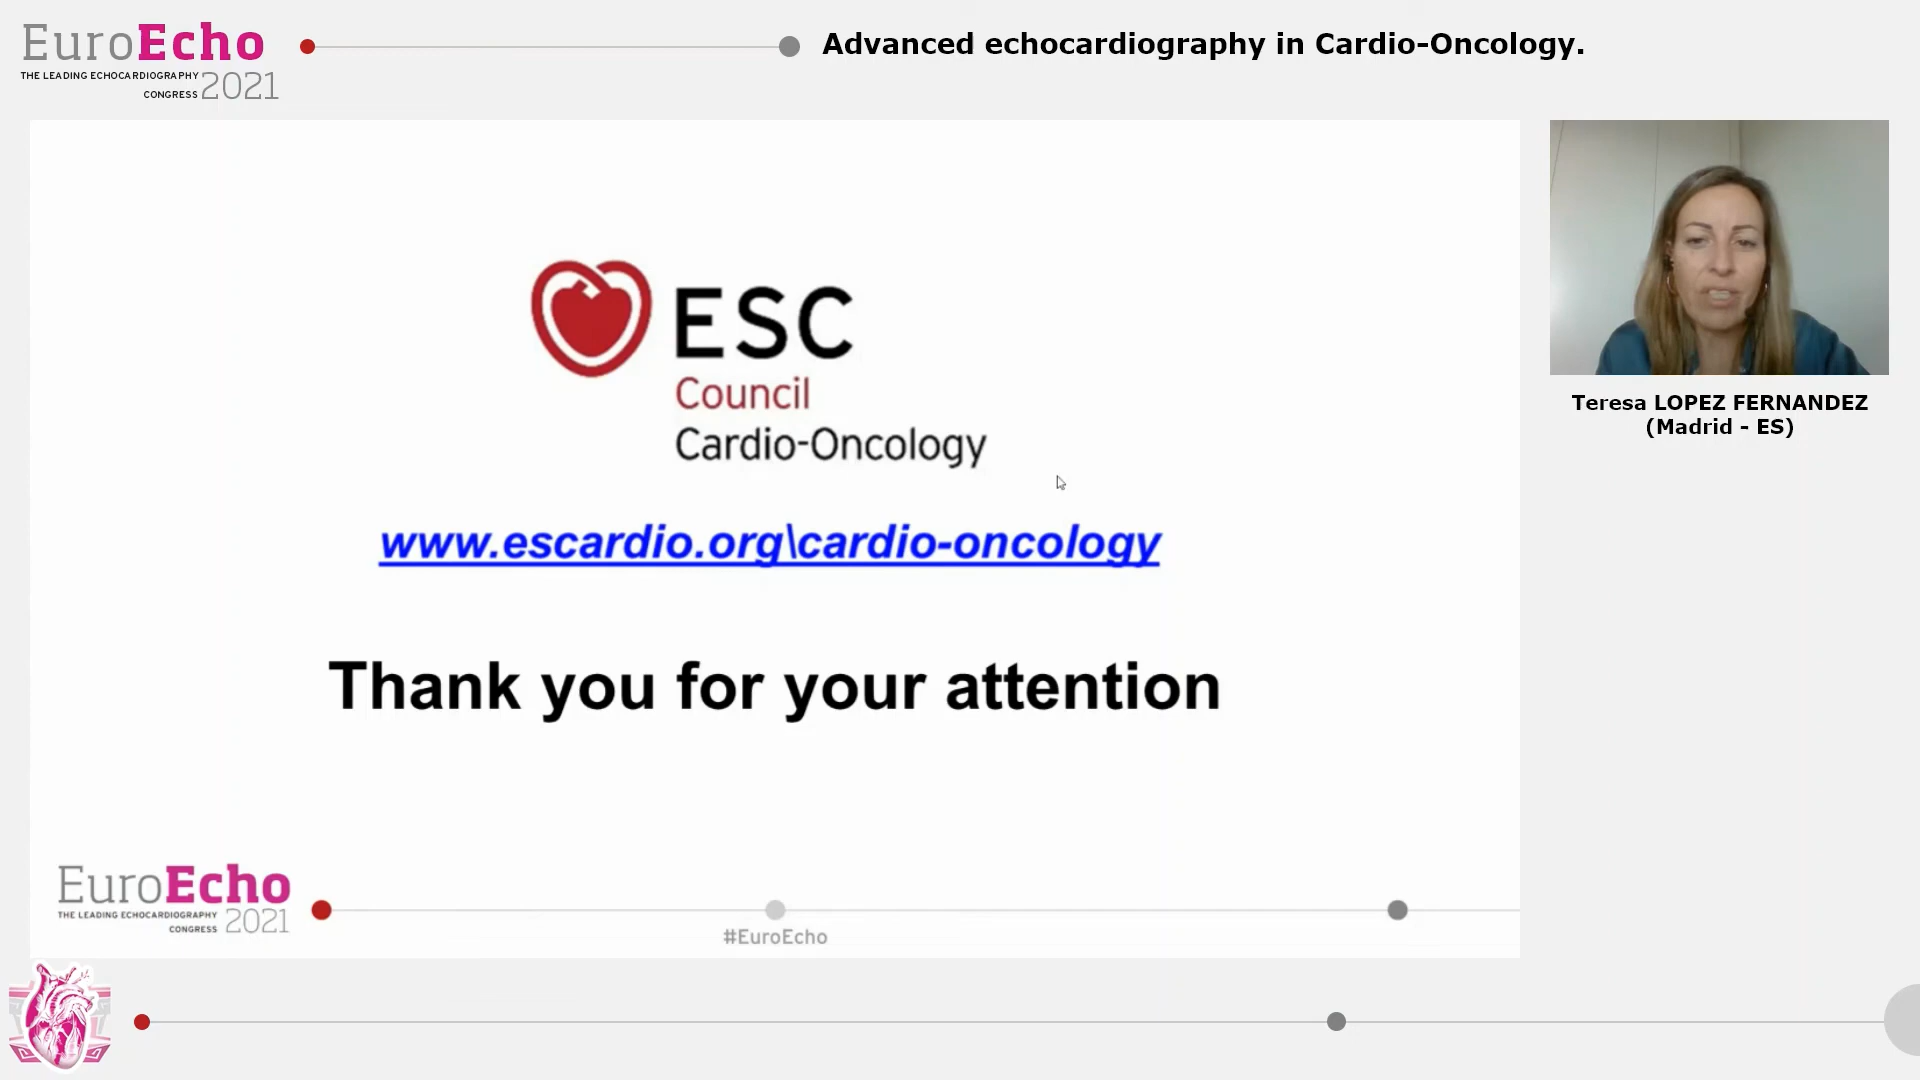 EuroEcho
THE LEADING ECHOCARDIOGRAPHY
CONGRESS 2021
Advanced echocardiography in Cardio-Oncology.
ESC
Council
Cardio-Oncology
www.escardio.org\cardio-oncology
Thank you for your attention
Teresa LOPEZ FERNANDEZ
(Madrid - ES)
EuroEcho
THE LEADING ECHOCARDIOGRAPHY
CONGRESS 2021
#EuroEcho